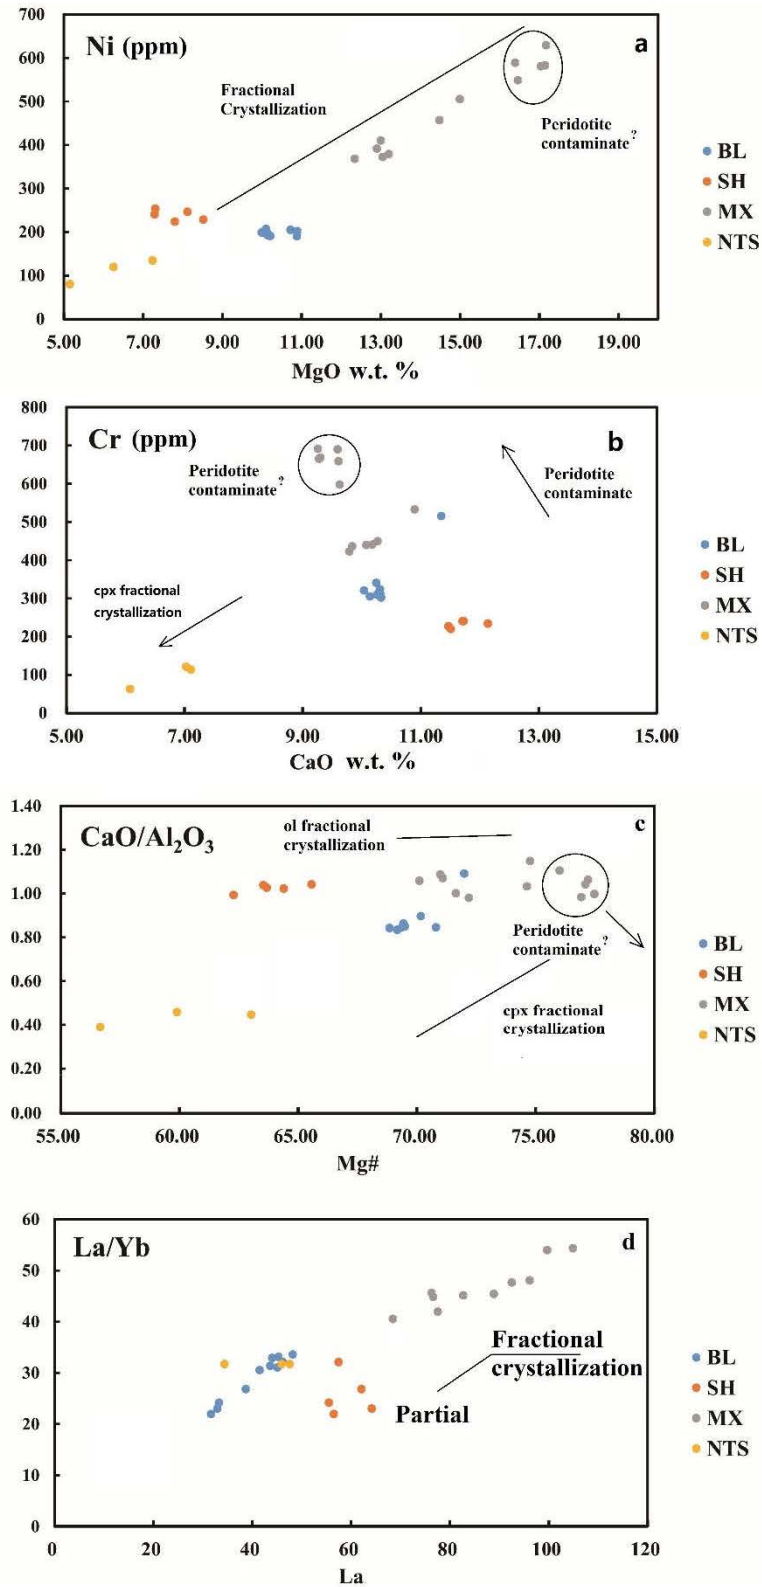 Ni (ppm)
a
Fractional
Crystallization
Peridotite
contaminate ?
700
600
500
400
300
200
100
0
5.00 7.00 9.00 11.00 13.00 15.00 17.00 19.00
MgO w.t. %
BL
SH
MX
NTS
Cr (ppm)
b
Peridotite
contaminate ?
Peridotite
contaminate
cpx fractional
crystallization
800
700
600
500
400
300
200
100
0
5.00 7.00 9.00 11.00 13.00 15.00
CaO w.t. %
BL
SH
MX
NTS
CaO/Al₂O₃
c
ol fractional
crystallization
Peridotite
contaminate ?
cpx fractional
crystallization
1.40
1.20
1.00
0.80
0.60
0.40
0.20
0.00
55.00 60.00 65.00 70.00 75.00 80.00
Mg#
BL
SH
MX
NTS
La/Yb
d
Fractional
crystallization
Partial
60
50
40
30
20
10
0
0 20 40 60 80 100 120
La
BL
SH
MX
NTS